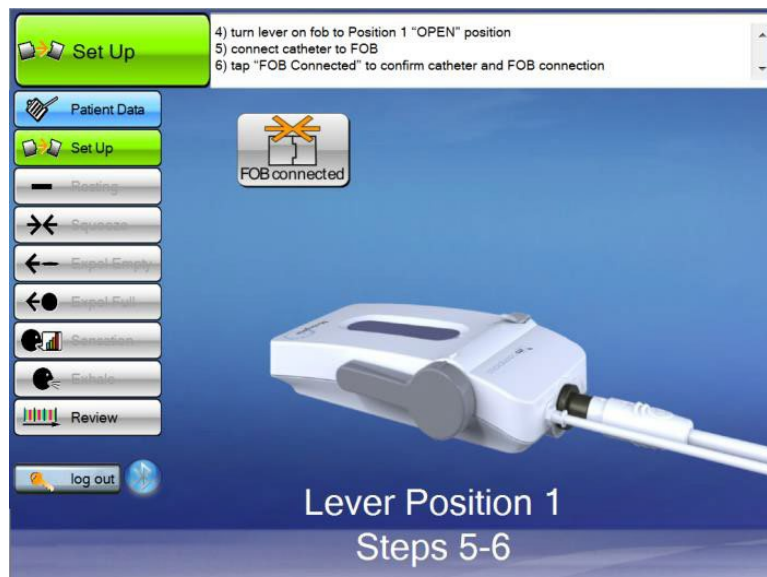 Set Up
4) turn lever on fob to Position 1 “OPEN” position
5) connect catheter to FOB
6) tap “FOB Connected” to confirm catheter and FOB connection
Patient Data
Set Up
Resting
Squeeze
Expel Empty
Expel Full
Sensation
Exhale
Review
log out
FOB connected
Lever Position 1
Steps 5-6